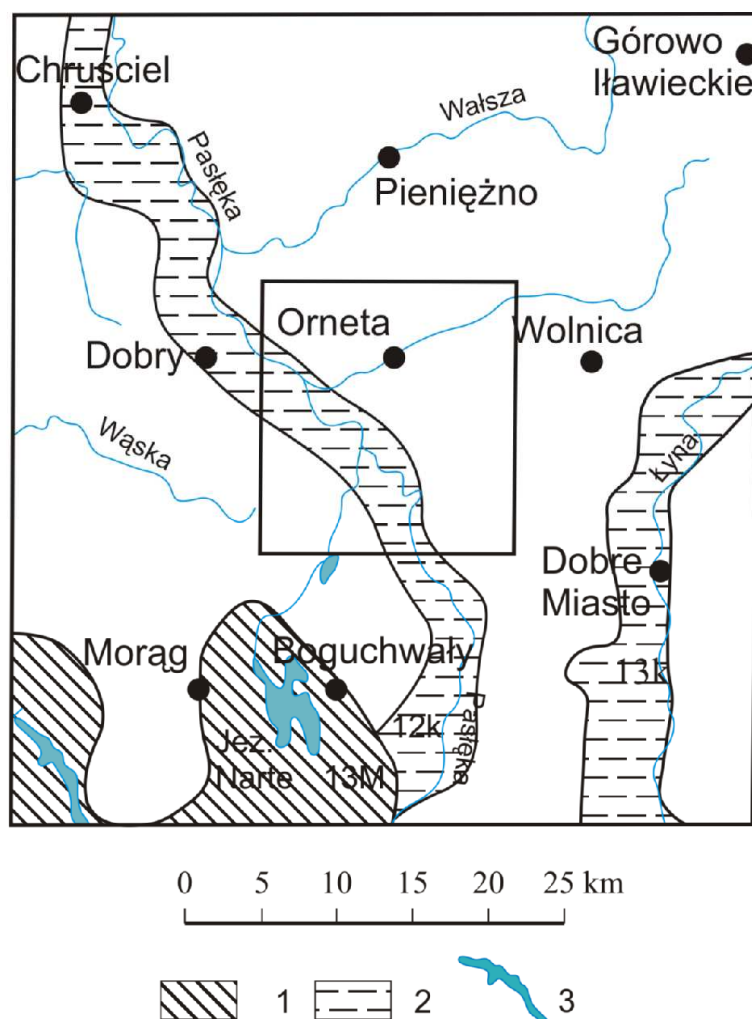 Górowo
Iławieckie
Chruściel
Wałsza
Pasłęka
Pieniężno
Orneta
Wolnica
Dobry
Wąska
Łyna
Dobre
Miasto
Morąg
Boguchwały
13k
Pasłęke
12k
Jez.
Narte
13M
0 5 10 15 20 25 km
1 2 3